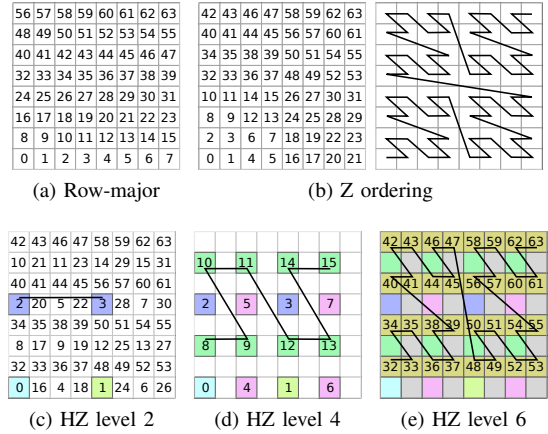 56 57 58 59 60 61 62 63
48 49 50 51 52 53 54 55
40 41 42 43 44 45 46 47
32 33 34 35 36 37 38 39
24 25 26 27 28 29 30 31
16 17 18 19 20 21 22 23
8 9 10 11 12 13 14 15
0 1 2 3 4 5 6 7
(a) Row-major
42 43 46 47 58 59 62 63
40 41 44 45 56 57 60 61
34 35 38 39 50 51 54 55
32 33 36 37 48 49 52 53
10 11 14 15 26 27 30 31
8 9 12 13 24 25 28 29
2 3 6 7 18 19 22 23
0 1 4 5 16 17 20 21
(b) Z ordering
42 43 46 47 58 59 62 63
10 21 11 23 14 29 15 31
40 41 44 45 56 57 60 61
2 20 5 22 3 28 7 30
34 35 38 39 50 51 54 55
8 17 9 19 12 25 13 27
32 33 36 37 48 49 52 53
0 16 4 18 1 24 6 26
(c) HZ level 2
10 11 14 15
2 5 3 7
8 9 12 13
0 4 1 6
(d) HZ level 4
42 43 46 47 58 59 62 63
40 41 44 45 56 57 60 61
34 35 38 39 50 51 54 55
32 33 36 37 48 49 52 53
(e) HZ level 6